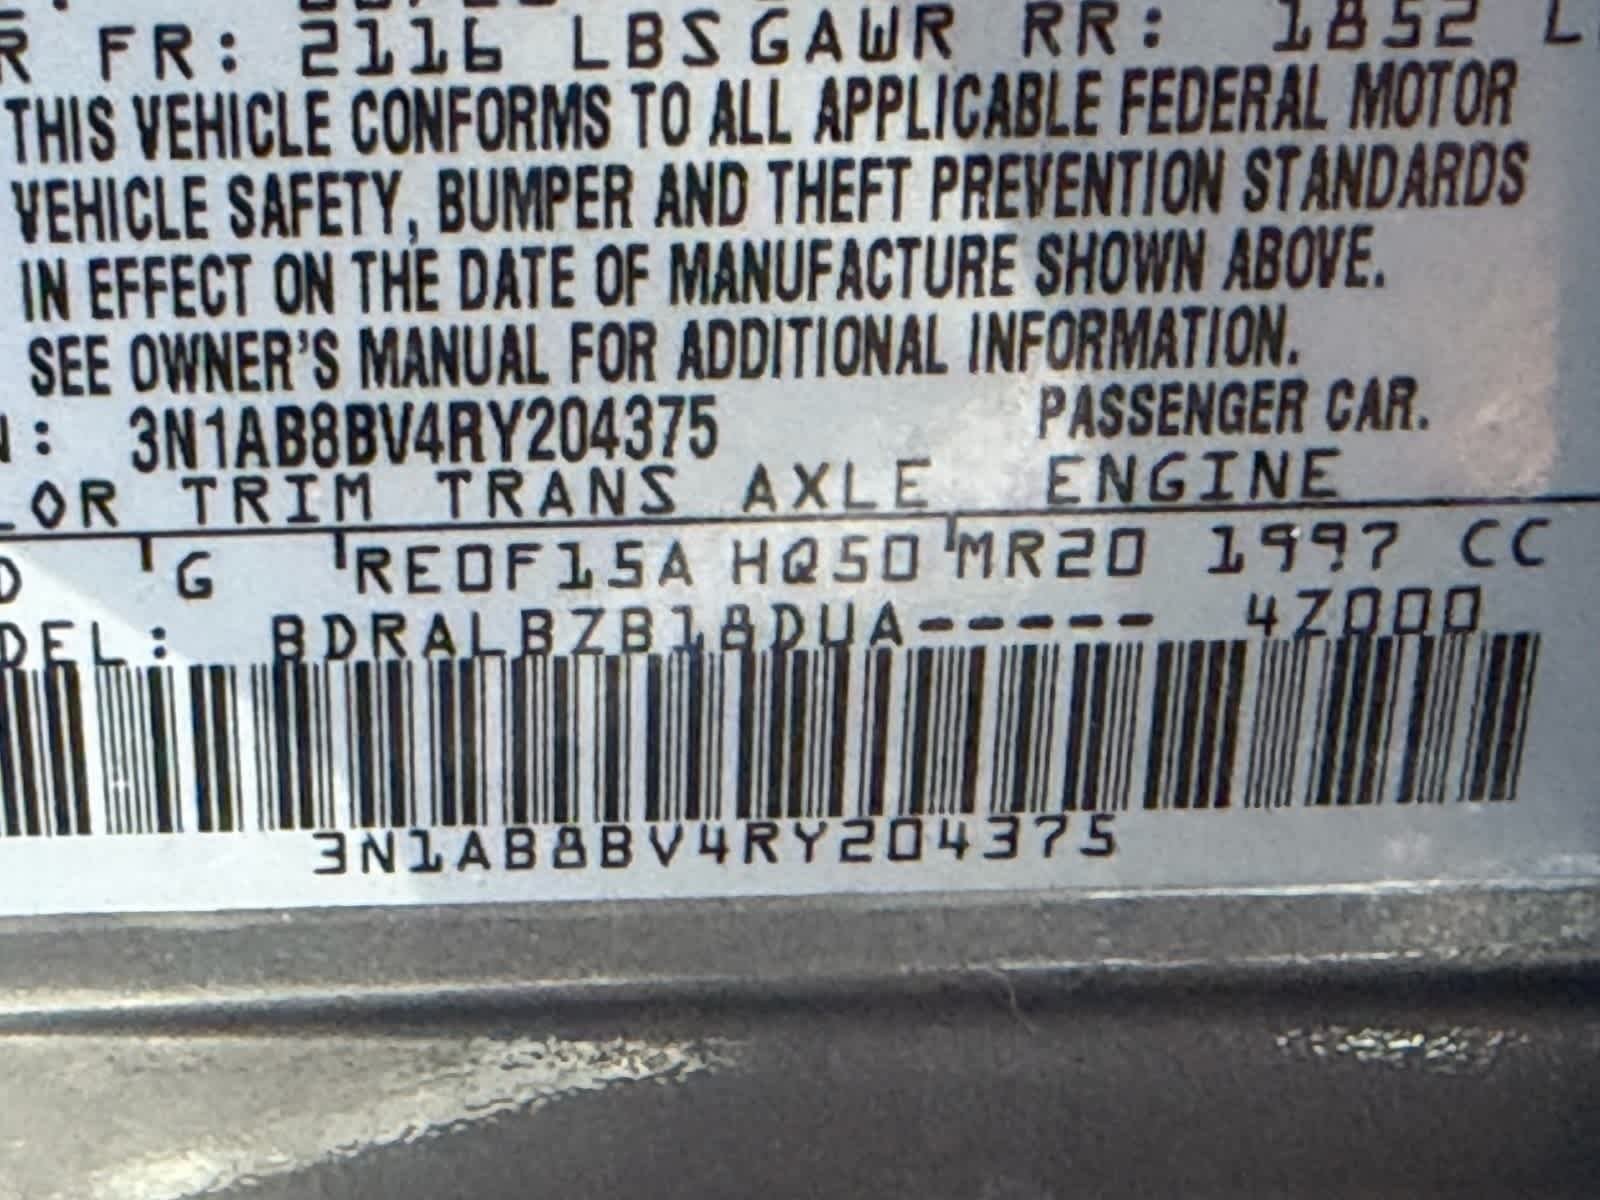 R FR: 2116 LBS GAWR RR: 1852 L
THIS VEHICLE CONFORMS TO ALL APPLICABLE FEDERAL MOTOR
VEHICLE SAFETY, BUMPER AND THEFT PREVENTION STANDARDS
IN EFFECT ON THE DATE OF MANUFACTURE SHOWN ABOVE.
SEE OWNER'S MANUAL FOR ADDITIONAL INFORMATION.
N: 3N1AB8BV4RY204375 PASSENGER CAR.
LOR TRIM TRANS AXLE ENGINE
D G RE0F15A HQ50 MR20 1997 CC
DEL: BDRALBZB18DUA----- 4Z000
3N1AB8BV4RY204375